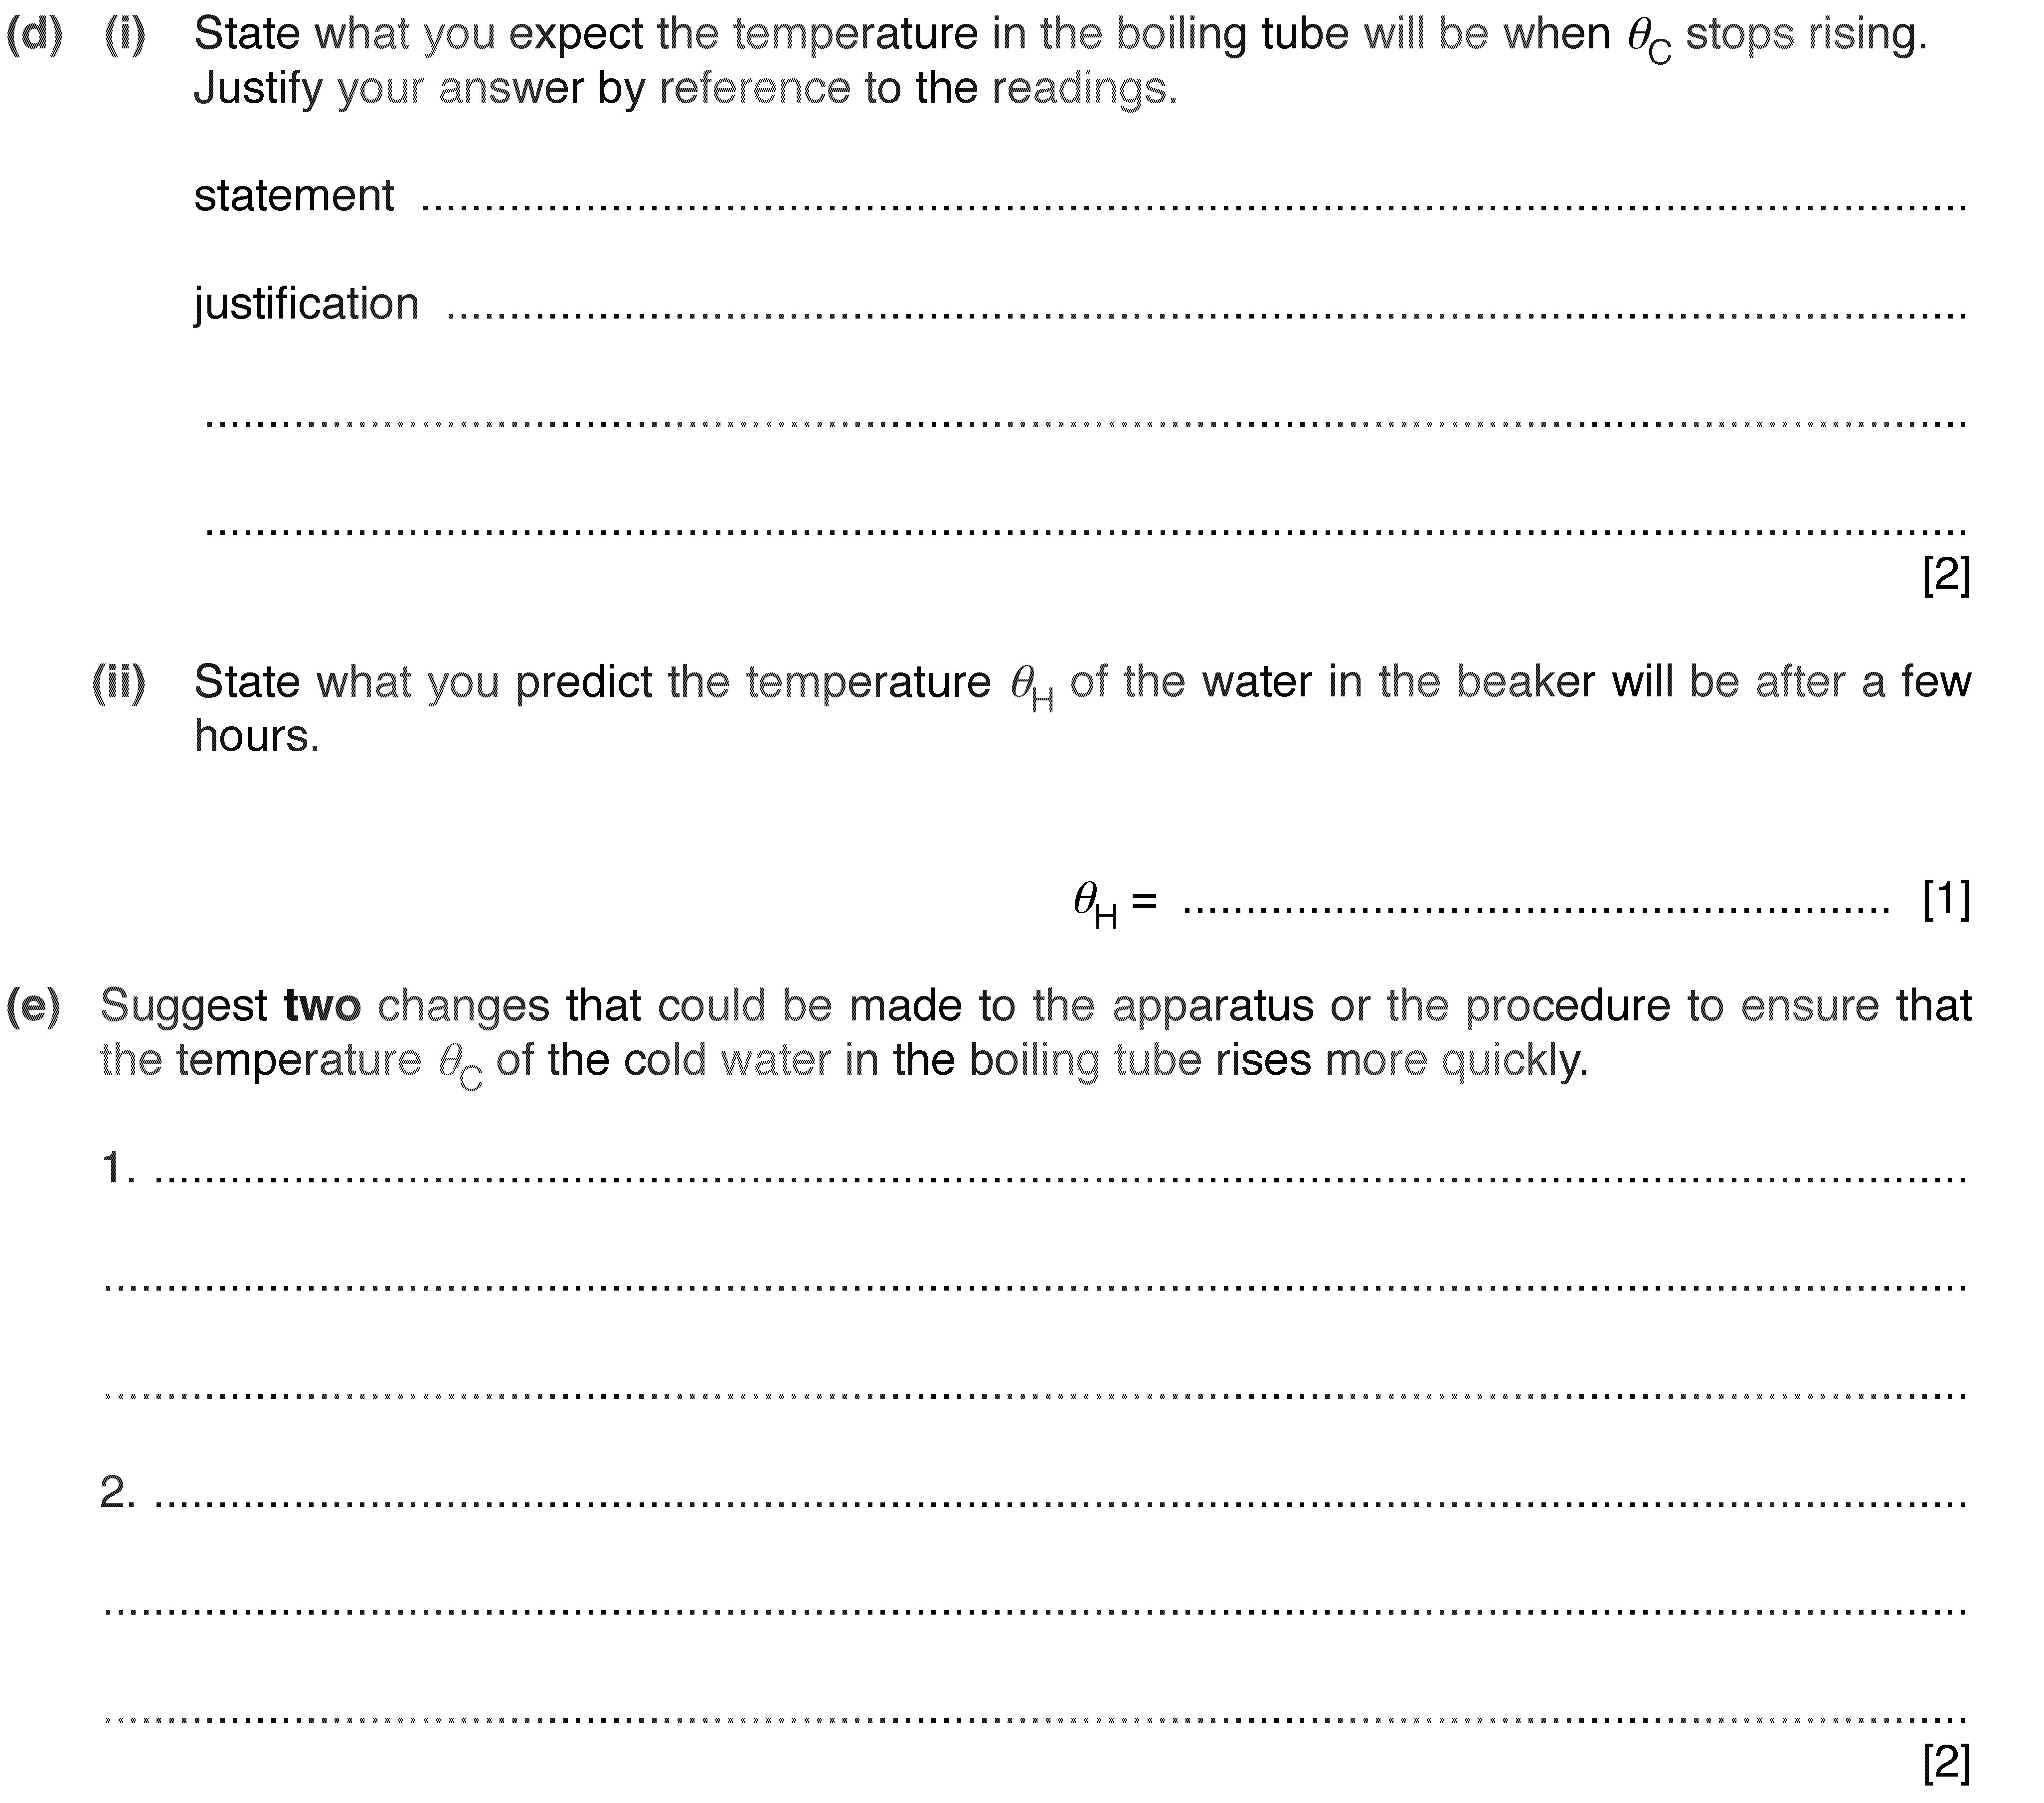 (d) (i) State what you expect the temperature in the boiling tube will be when θC stops rising.
Justify your answer by reference to the readings.
statement ......................................................................................................................
justification ....................................................................................................................
......................................................................................................................................
......................................................................................................................................
[2]
(ii) State what you predict the temperature θH of the water in the beaker will be after a few
hours.
θH = ...................................................... [1]
(e) Suggest two changes that could be made to the apparatus or the procedure to ensure that
the temperature θC of the cold water in the boiling tube rises more quickly.
1. ..........................................................................................................................................
..............................................................................................................................................
..............................................................................................................................................
2. ..........................................................................................................................................
..............................................................................................................................................
..............................................................................................................................................
[2]